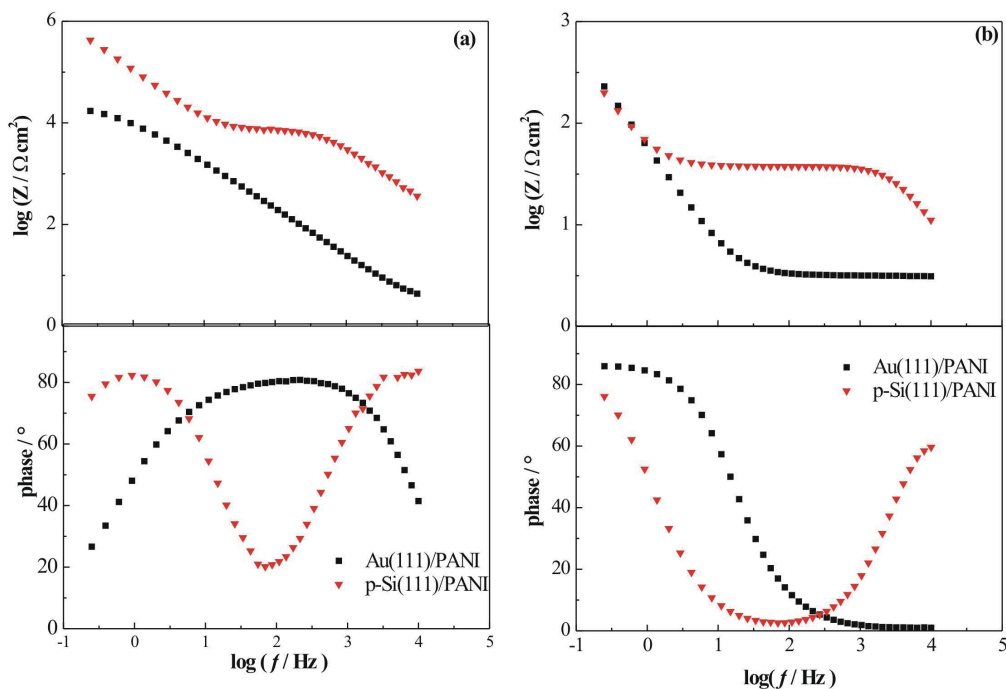 (a)
log (Z / Ω cm²)
6
4
2
0
phase / °
80
60
40
20
0
Au(111)/PANI
p-Si(111)/PANI
-1 0 1 2 3 4 5
log ( f / Hz )
(b)
log (Z / Ω cm²)
3
2
1
0
phase / °
80
60
40
20
0
Au(111)/PANI
p-Si(111)/PANI
-1 0 1 2 3 4 5
log( f / Hz )